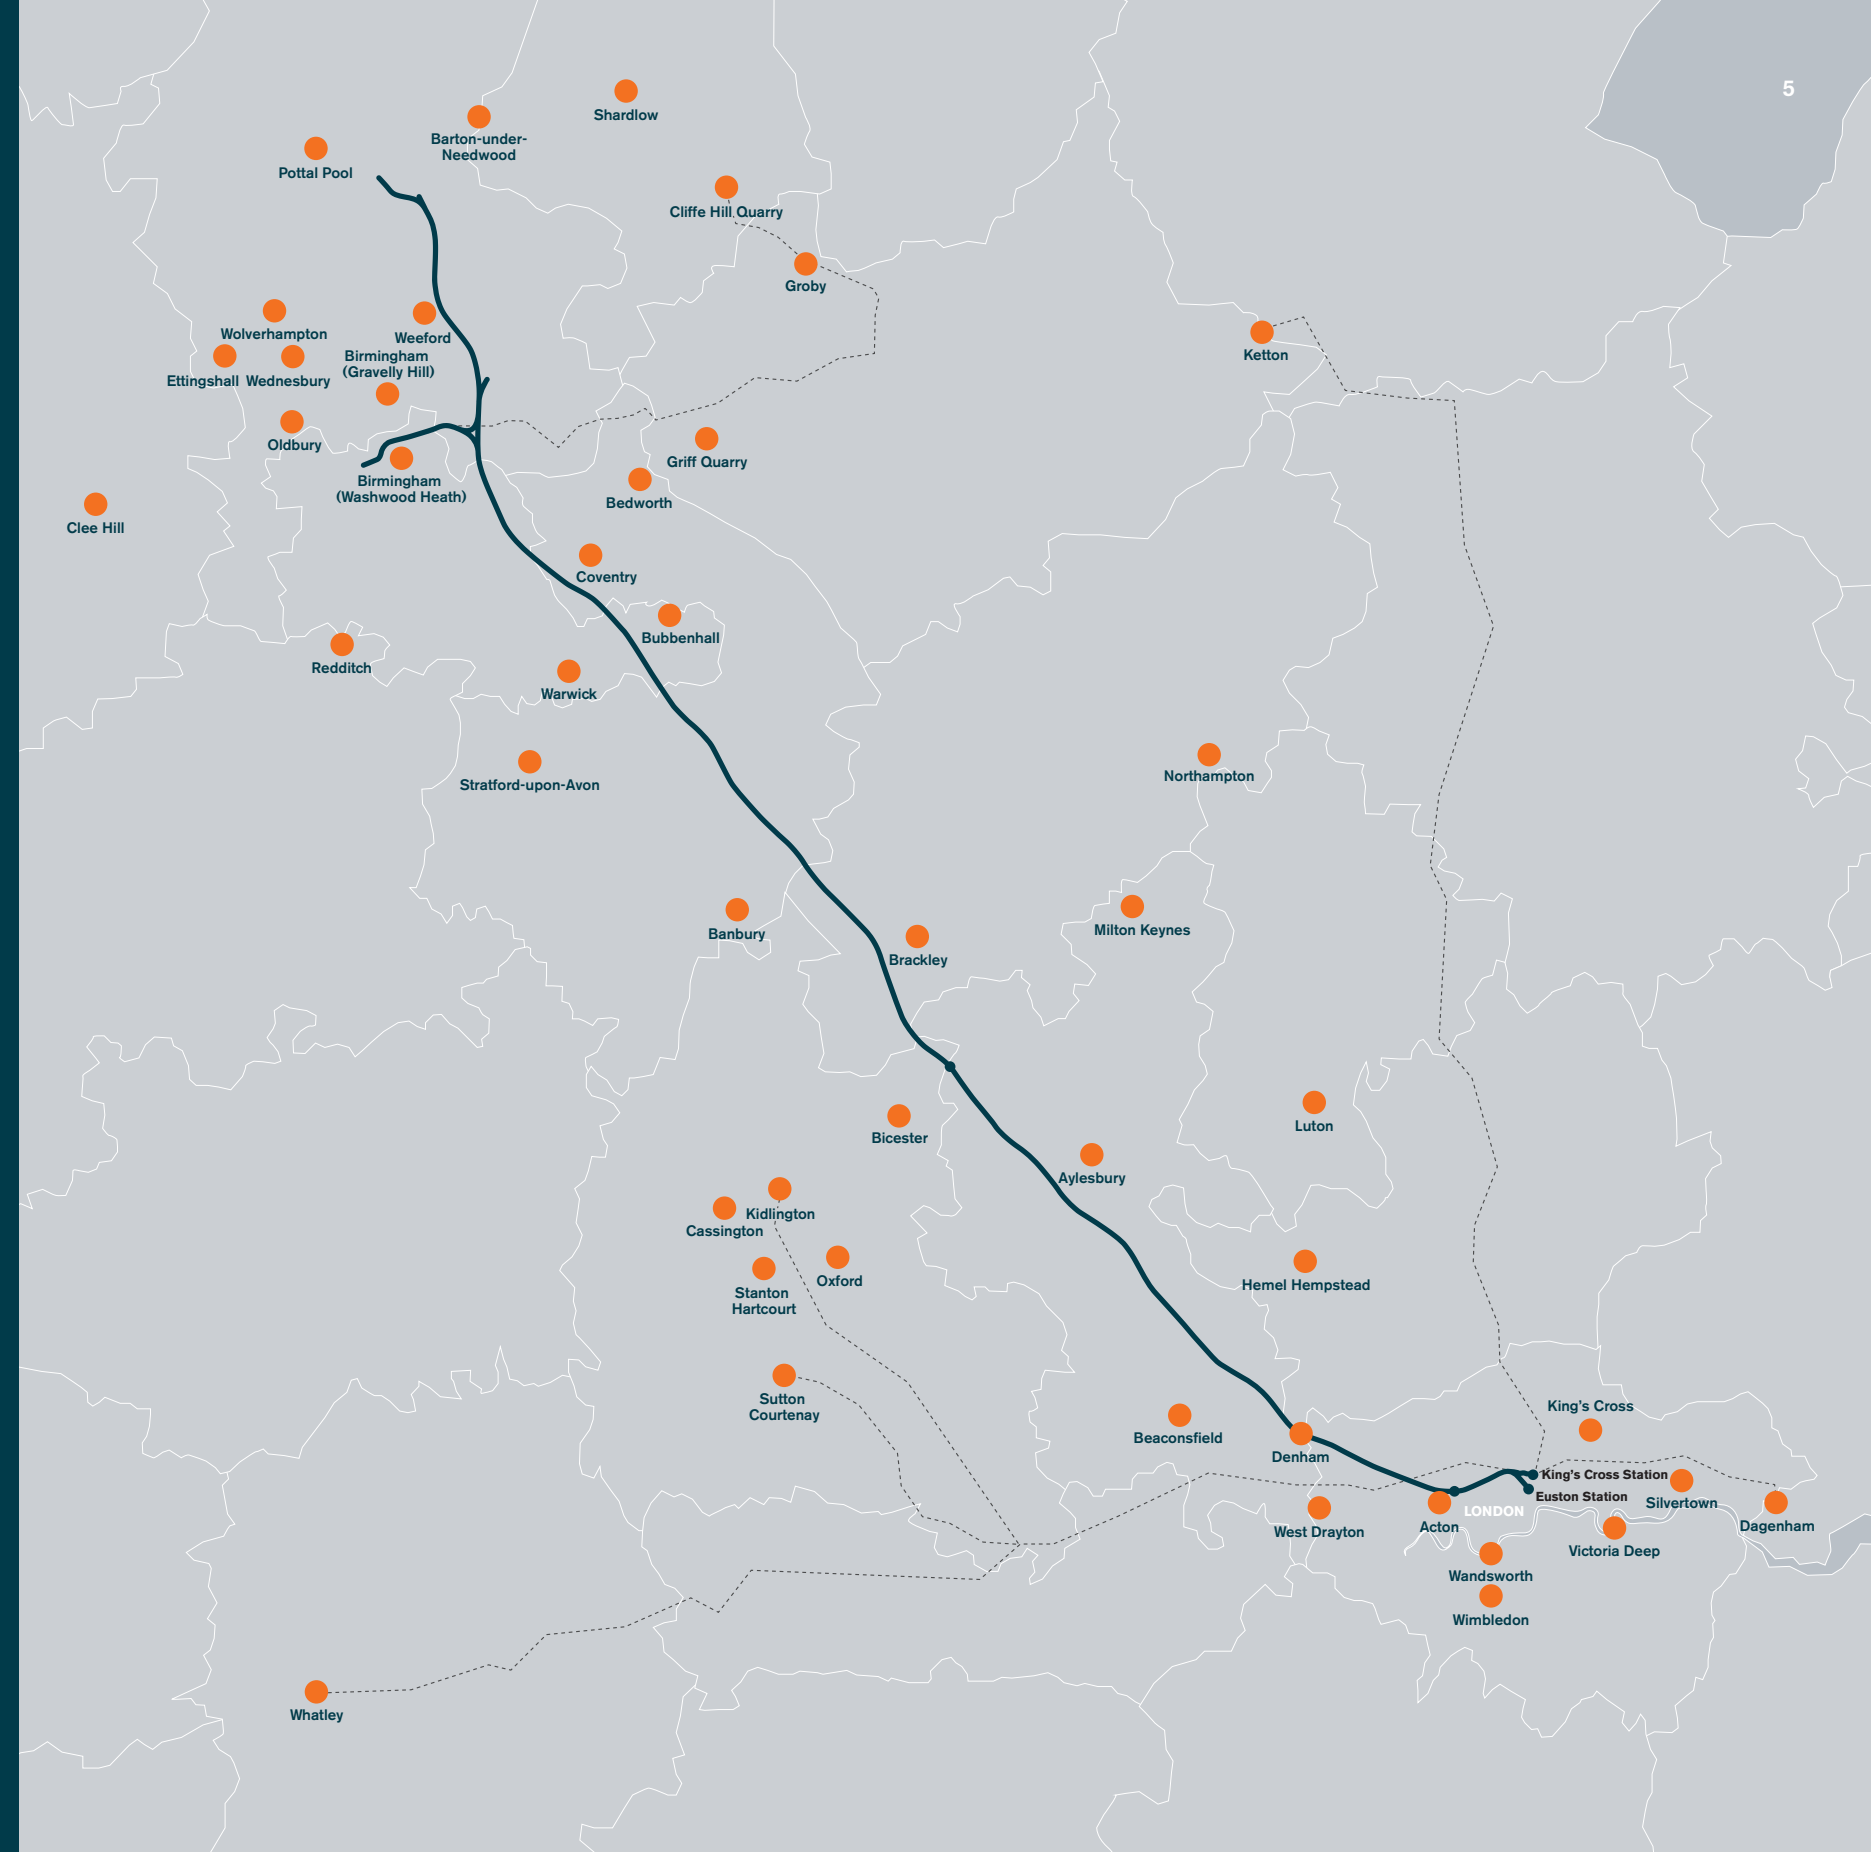 5
Shardlow
Barton-under-
Needwood
Pottal Pool
Cliffe Hill Quarry
Groby
Wolverhampton
Weeford
Ketton
Birmingham
(Gravelly Hill)
Ettingshall
Wednesbury
Oldbury
Griff Quarry
Birmingham
(Washwood Heath)
Bedworth
Clee Hill
Coventry
Bubbenhall
Redditch
Warwick
Northampton
Stratford-upon-Avon
Milton Keynes
Banbury
Brackley
Luton
Bicester
Aylesbury
Kidlington
Cassington
Oxford
Stanton
Hartcourt
Hemel Hempstead
Sutton
Courtenay
King's Cross
Beaconsfield
Denham
King's Cross Station
Euston Station
Silvertown
LONDON
Acton
Dagenham
West Drayton
Victoria Deep
Wandsworth
Wimbledon
Whatley